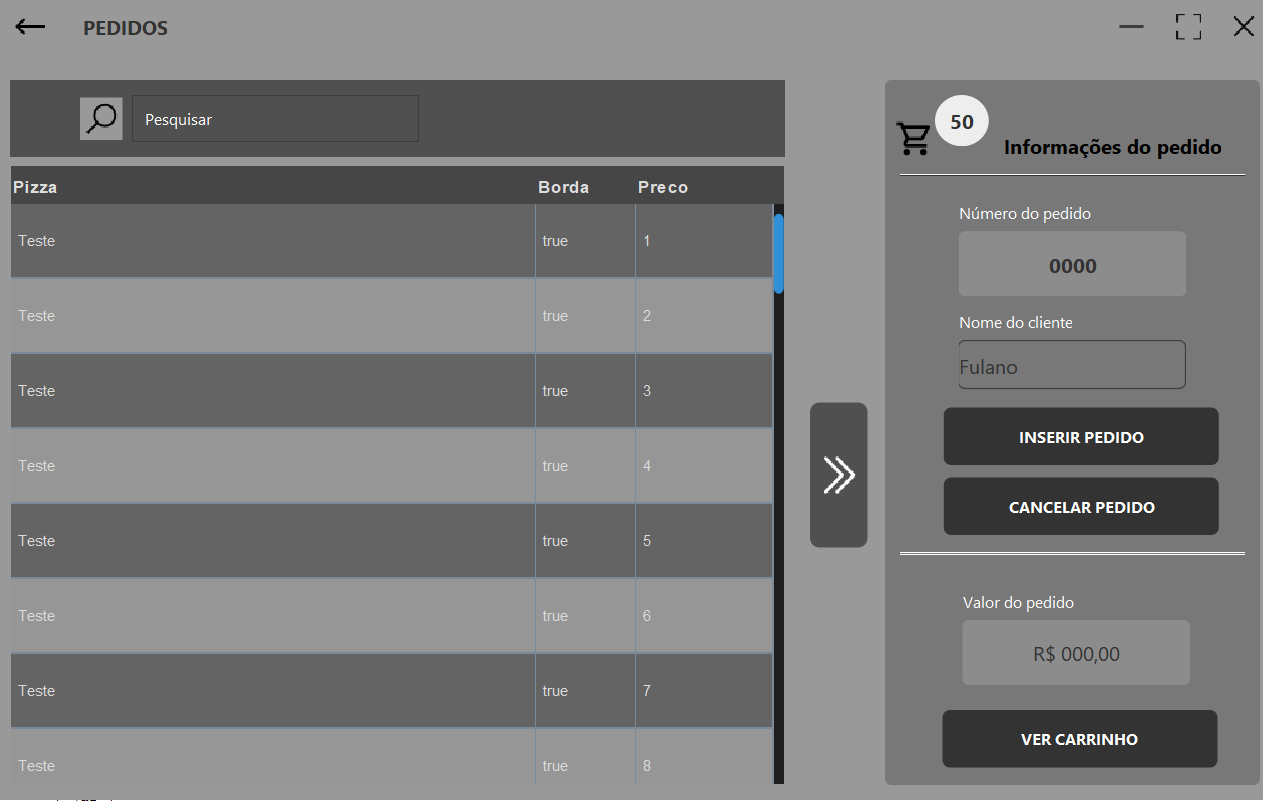 PEDIDOS
Pesquisar
Pizza Borda Preco
Teste true 1
Teste true 2
Teste true 3
Teste true 4
Teste true 5
Teste true 6
Teste true 7
Teste true 8
50
Informações do pedido
Número do pedido
0000
Nome do cliente
Fulano
INSERIR PEDIDO
CANCELAR PEDIDO
Valor do pedido
R$ 000,00
VER CARRINHO